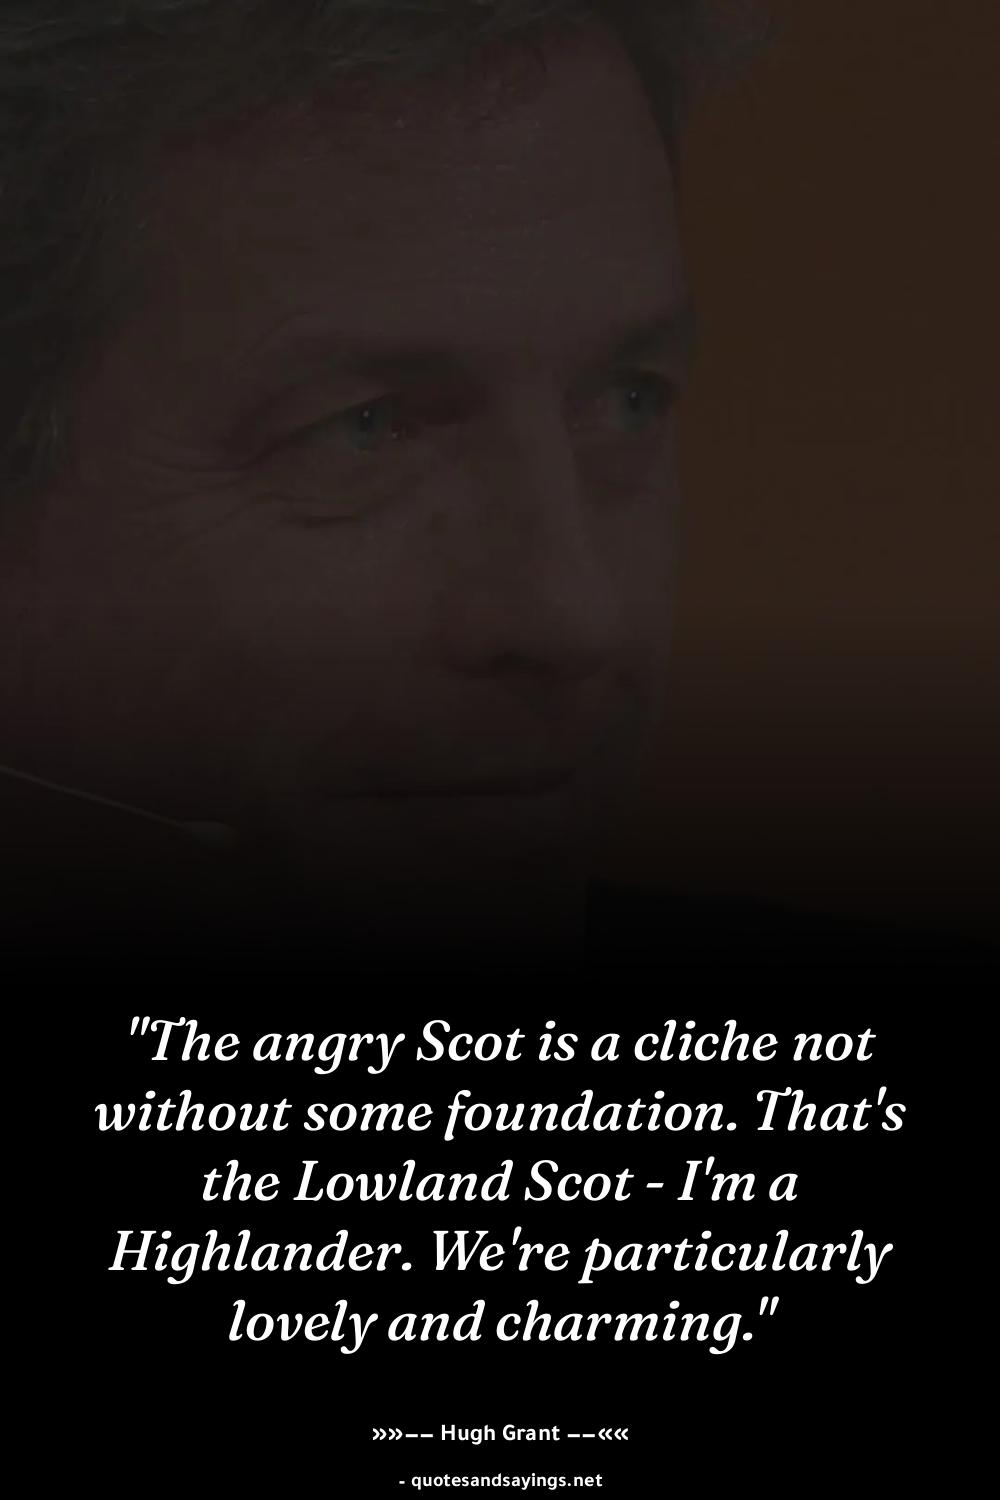 "The angry Scot is a cliche not
without some foundation. That's
the Lowland Scot - I'm a
Highlander. We're particularly
lovely and charming."
»»−− Hugh Grant −−««
- quotesandsayings.net